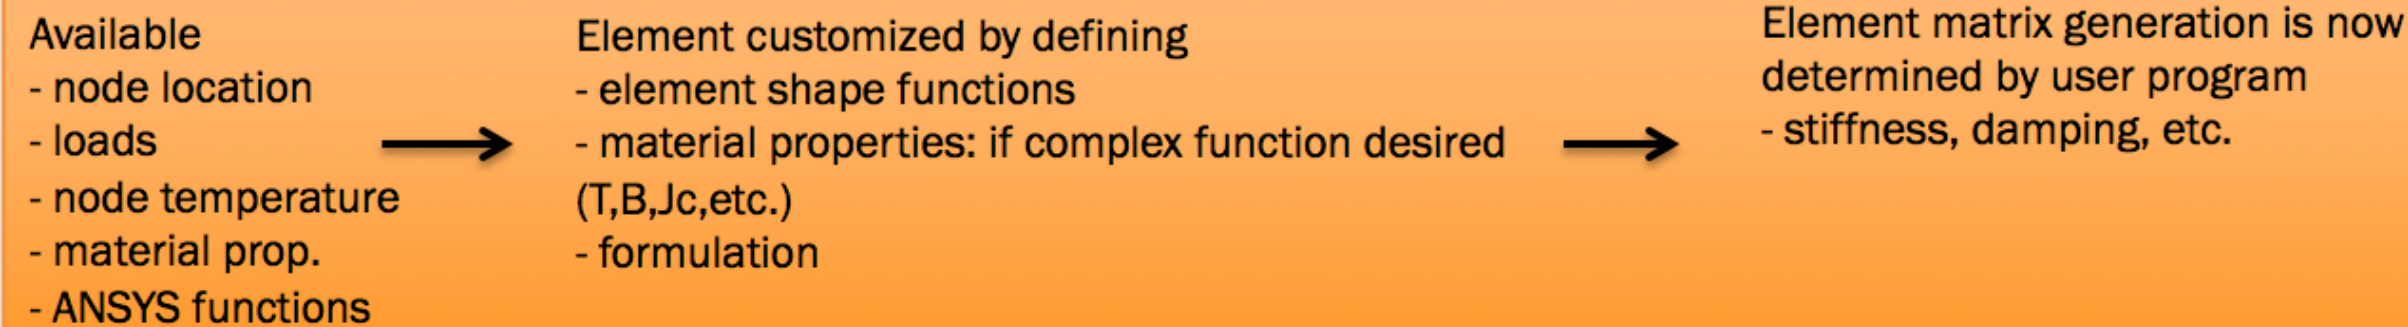 Available
- node location
- loads
- node temperature
- material prop.
- ANSYS functions
Element customized by defining
- element shape functions
- material properties: if complex function desired
(T,B,Jc,etc.)
- formulation
Element matrix generation is now
determined by user program
- stiffness, damping, etc.